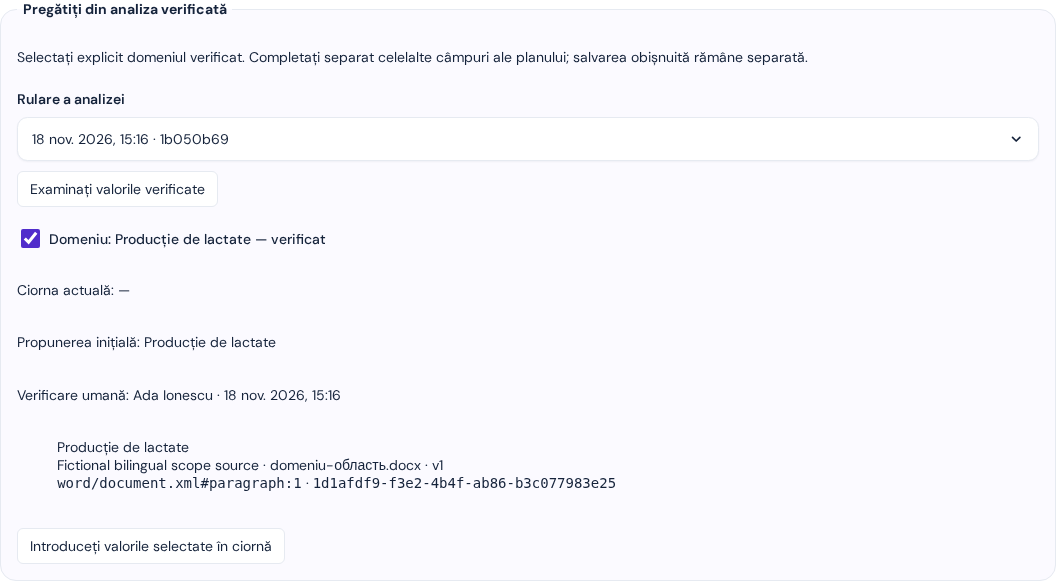 Pregătiți din analiza verificată
Selectați explicit domeniul verificat. Completați separat celelalte câmpuri ale planului; salvarea obișnuită rămâne separată.
Rulare a analizei
18 nov. 2026, 15:16 · 1b050b69
Examinați valorile verificate
Domeniu: Producție de lactate — verificat
Ciorna actuală: —
Propunerea inițială: Producție de lactate
Verificare umană: Ada Ionescu · 18 nov. 2026, 15:16
Producție de lactate
Fictional bilingual scope source · domeniu-область.docx · v1
word/document.xml#paragraph:1 · 1d1afdf9-f3e2-4b4f-ab86-b3c077983e25
Introduceți valorile selectate în ciornă